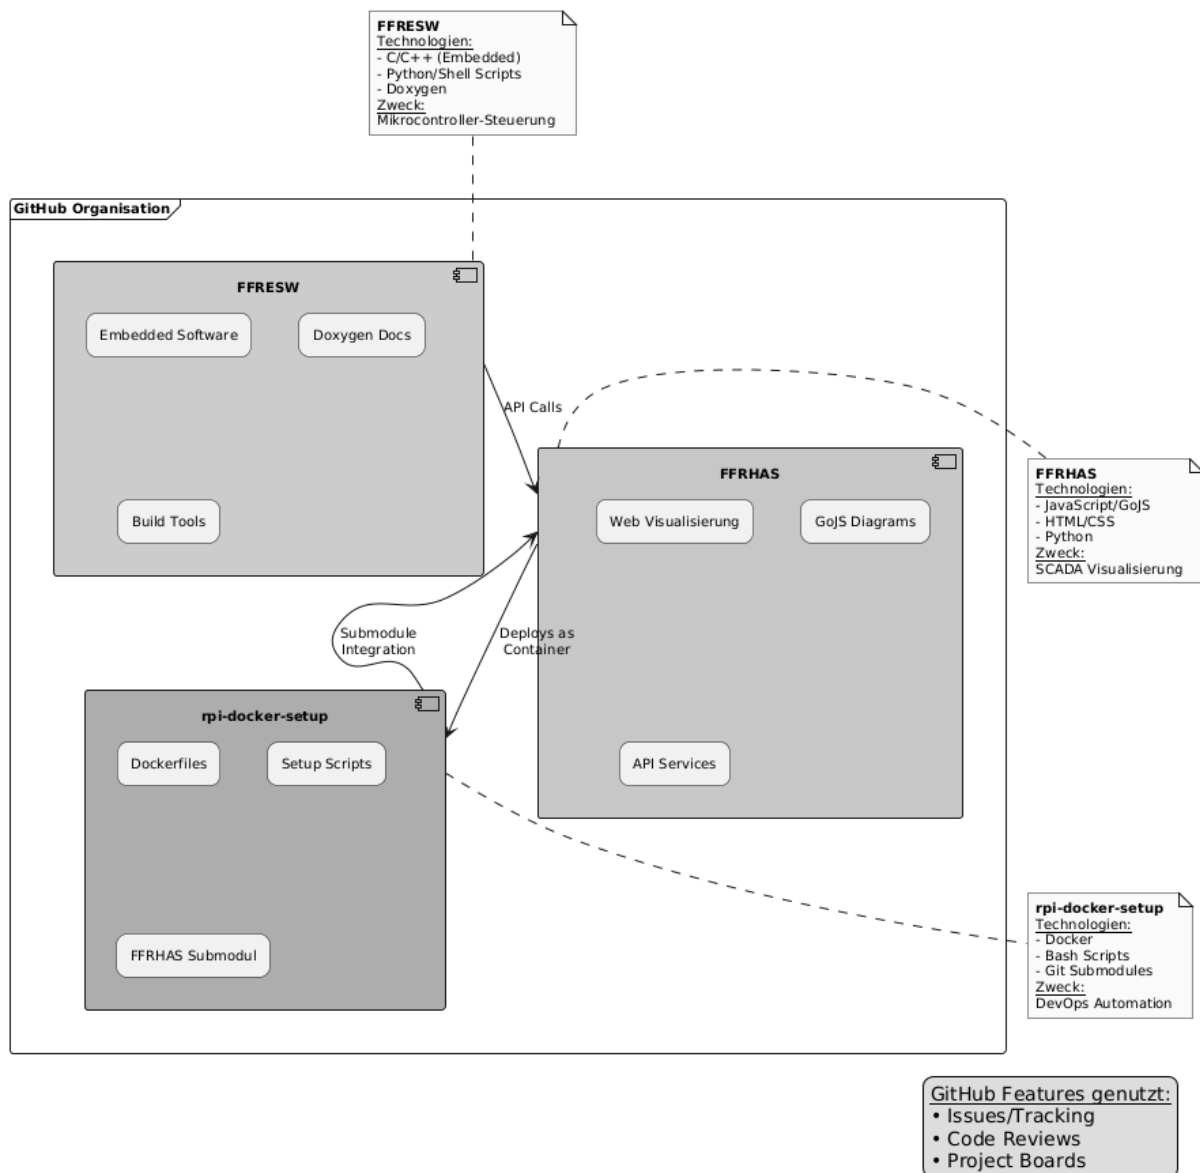 FFRESW
Technologien:
- C/C++ (Embedded)
- Python/Shell Scripts
- Doxygen
Zweck:
Mikrocontroller-Steuerung
GitHub Organisation
FFRESW
Embedded Software
Doxygen Docs
Build Tools
API Calls
FFRHAS
Web Visualisierung
GoJS Diagrams
API Services
FFRHAS
Technologien:
- JavaScript/GoJS
- HTML/CSS
- Python
Zweck:
SCADA Visualisierung
Submodule
Integration
Deploys as
Container
rpi-docker-setup
Dockerfiles
Setup Scripts
FFRHAS Submodul
rpi-docker-setup
Technologien:
- Docker
- Bash Scripts
- Git Submodules
Zweck:
DevOps Automation
GitHub Features genutzt:
• Issues/Tracking
• Code Reviews
• Project Boards